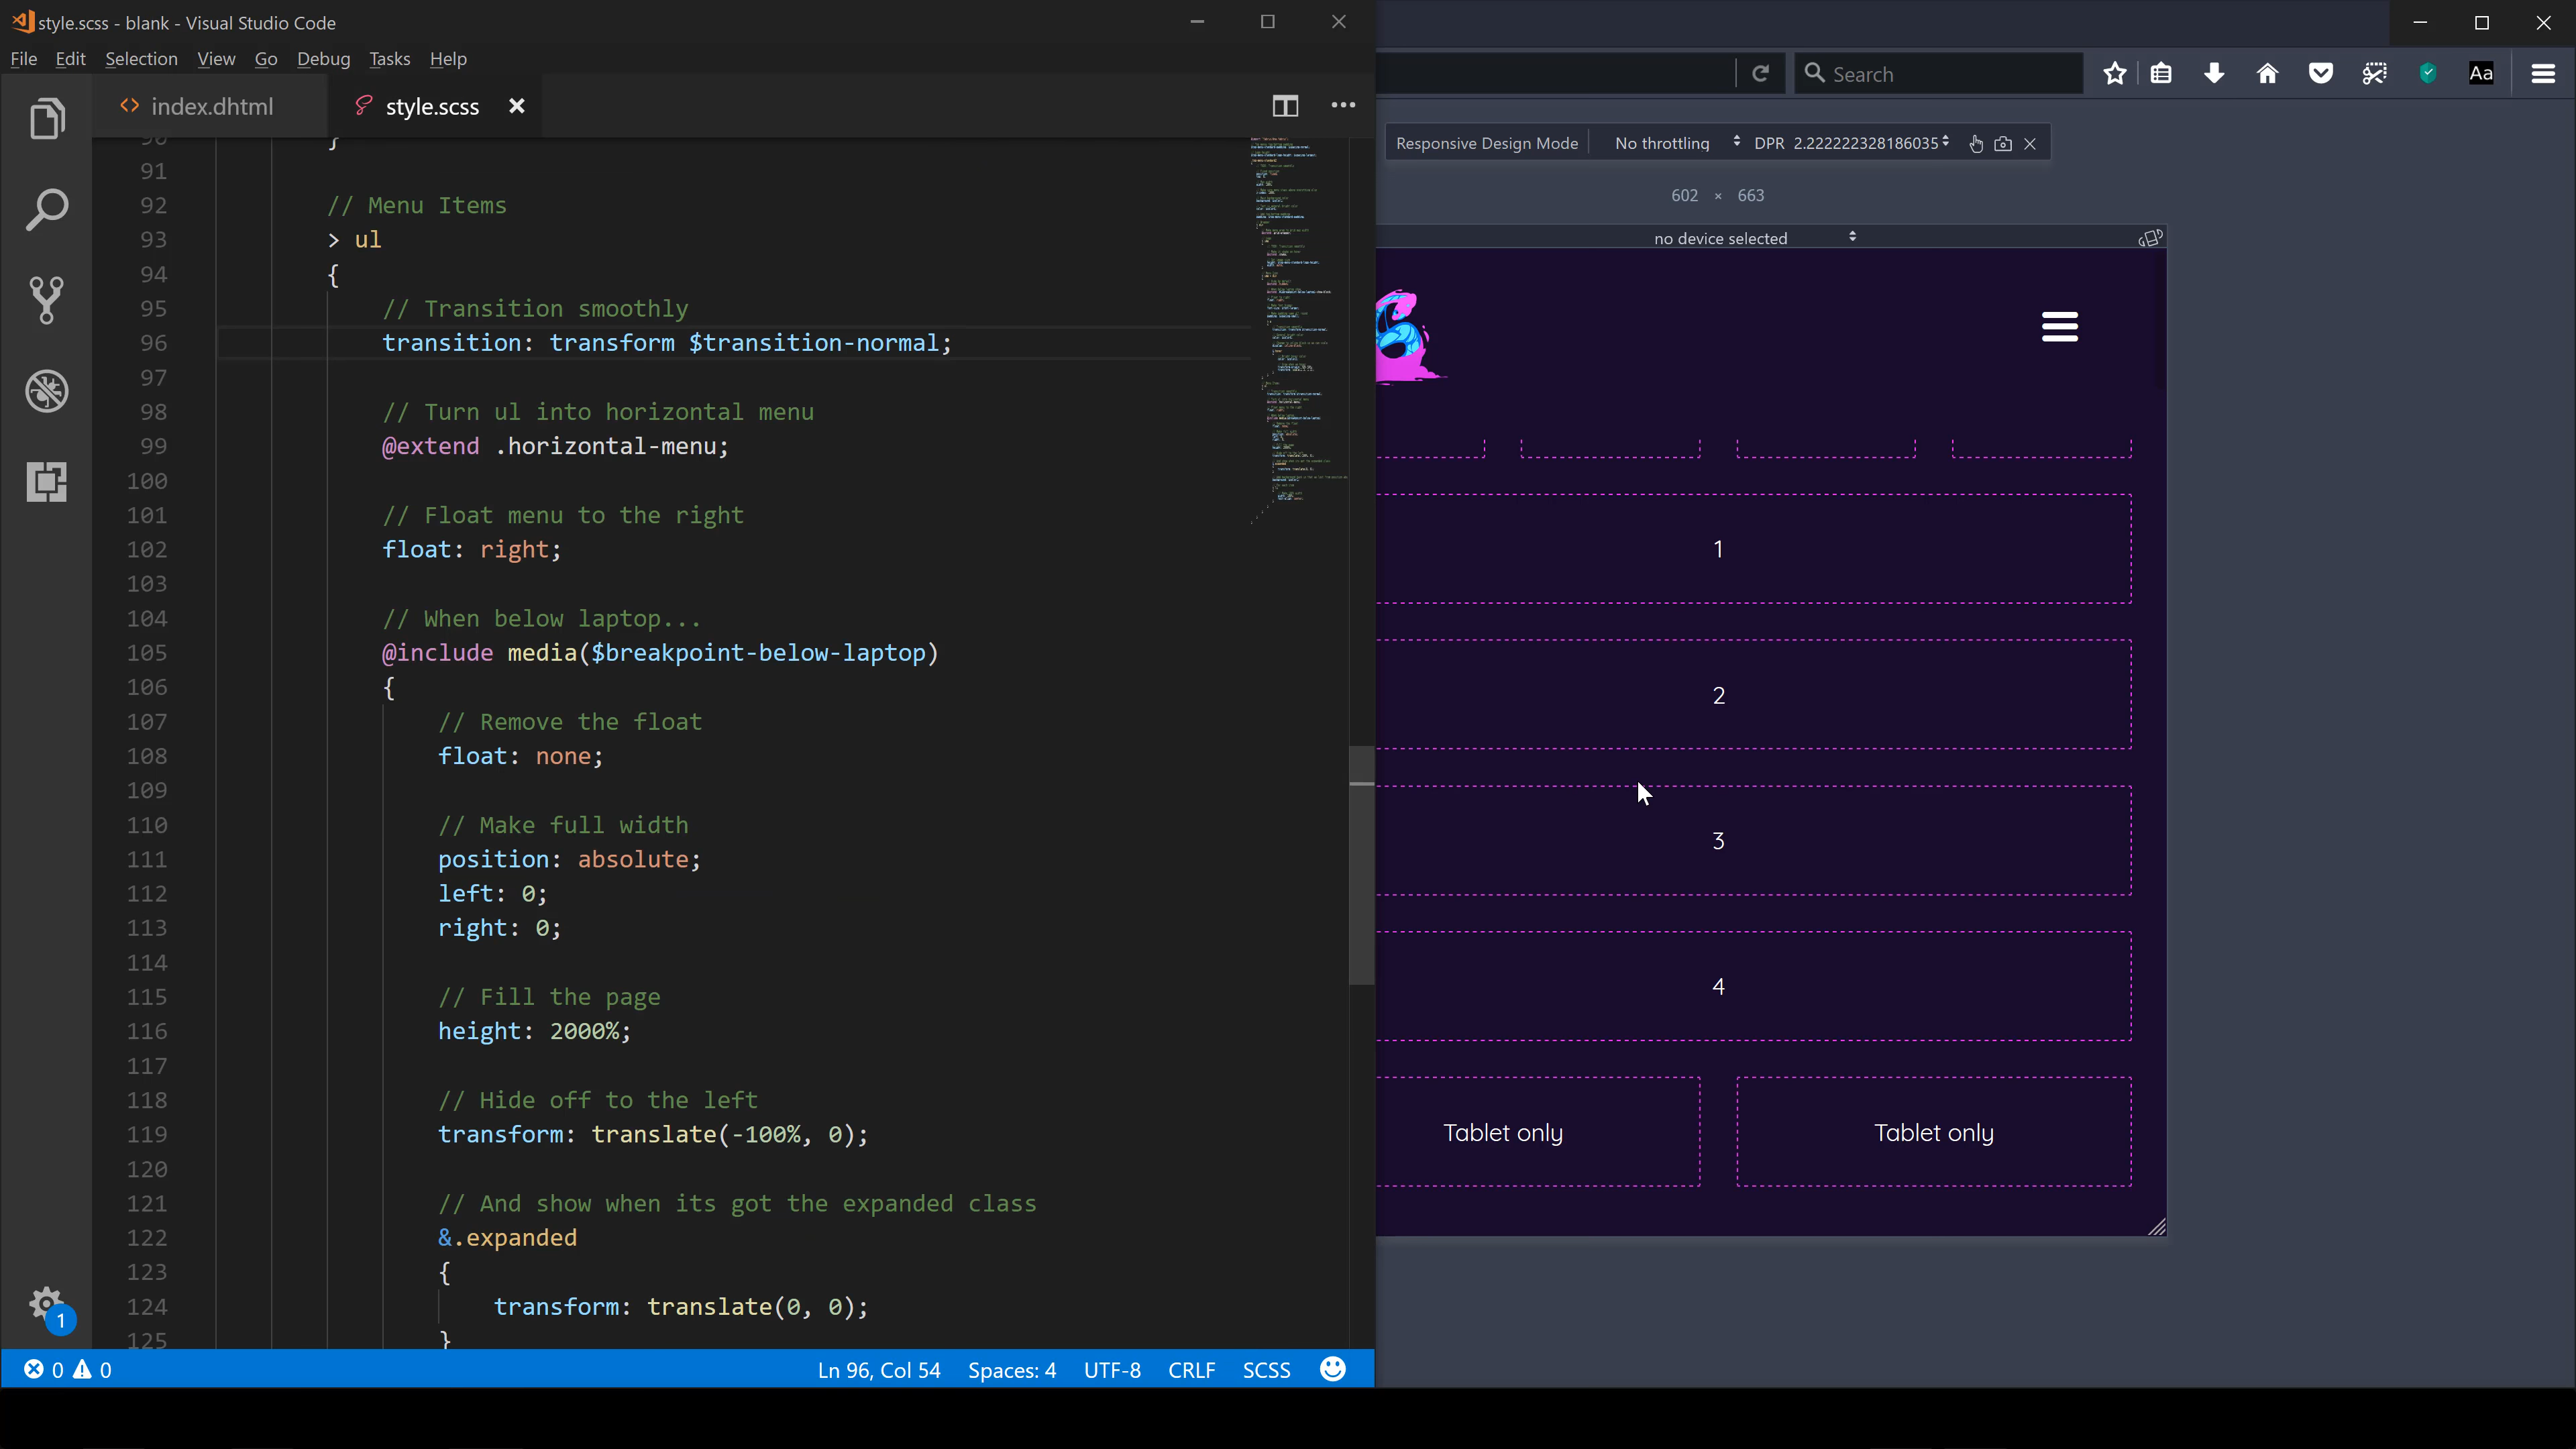 style.scss - blank - Visual Studio Code
File Edit Selection View Go Debug Tasks Help
index.dhtml style.scss
90 }
91
92 // Menu Items
93 > ul
94 {
95 // Transition smoothly
96 transition: transform $transition-normal;
97
98 // Turn ul into horizontal menu
99 @extend .horizontal-menu;
100
101 // Float menu to the right
102 float: right;
103
104 // When below laptop...
105 @include media($breakpoint-below-laptop)
106 {
107 // Remove the float
108 float: none;
109
110 // Make full width
111 position: absolute;
112 left: 0;
113 right: 0;
114
115 // Fill the page
116 height: 2000%;
117
118 // Hide off to the left
119 transform: translate(-100%, 0);
120
121 // And show when its got the expanded class
122 &.expanded
123 {
124 transform: translate(0, 0);
125 }
1
0 0 Ln 96, Col 54 Spaces: 4 UTF-8 CRLF SCSS
Search
Aa
Responsive Design Mode No throttling DPR 2.222222328186035
602 × 663
no device selected
1
2
3
4
Tablet only Tablet only